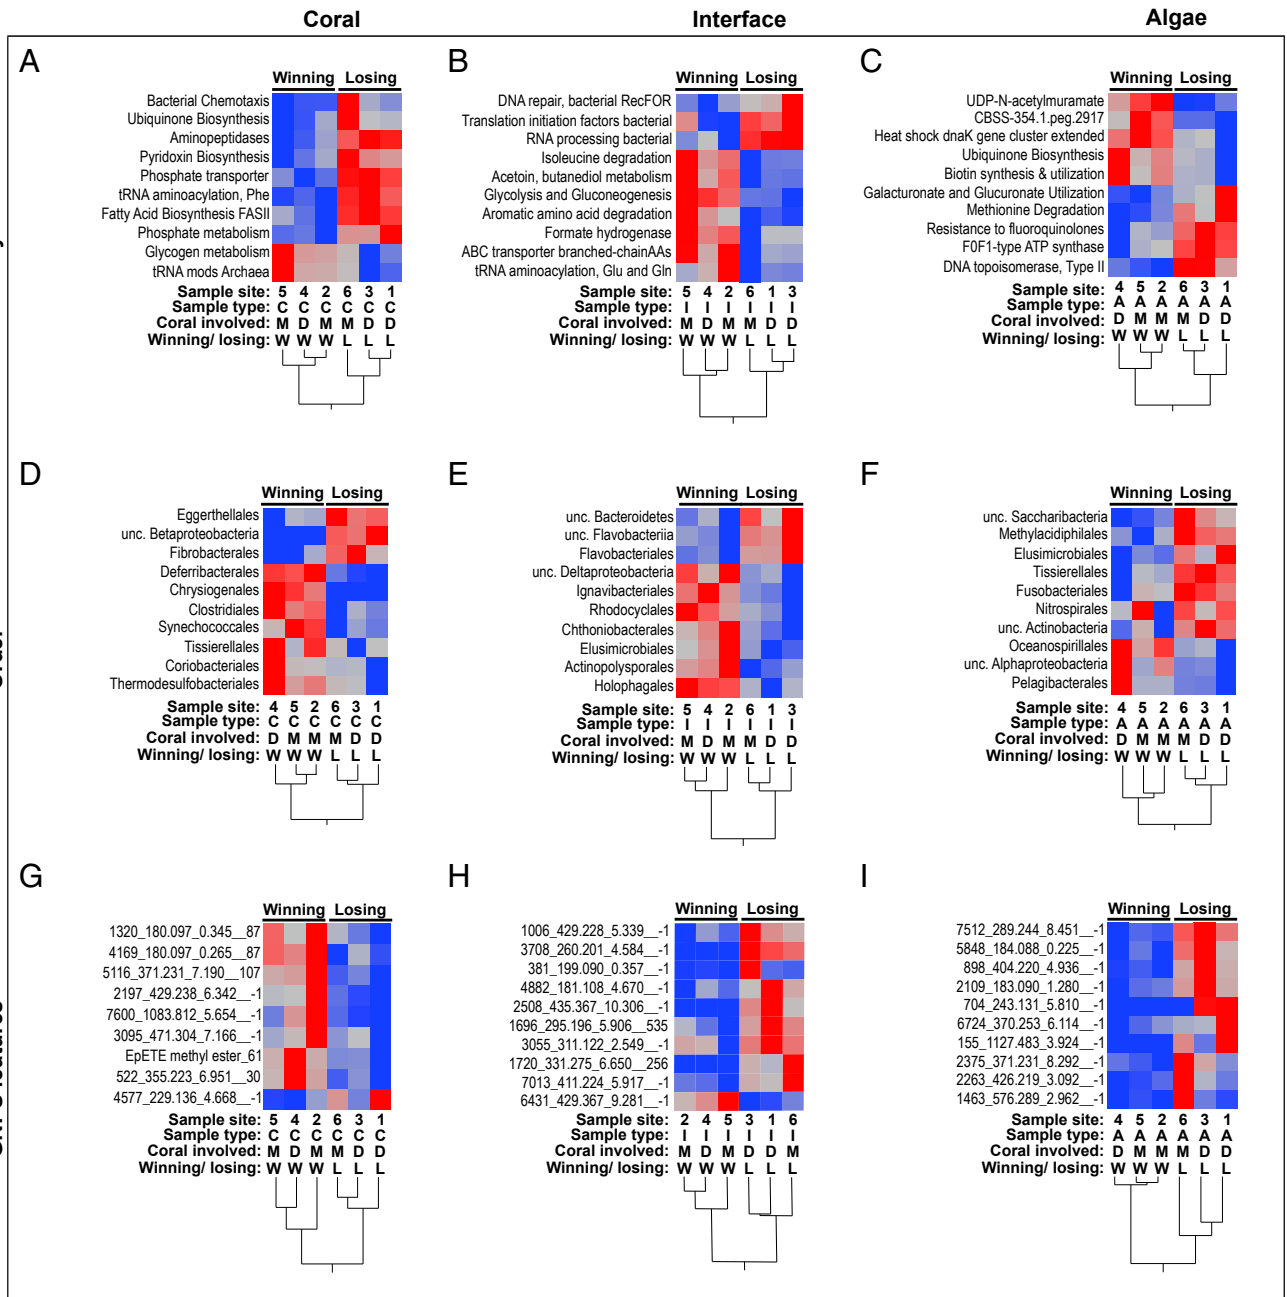 Coral Interface Algae
A
Winning Losing
Bacterial Chemotaxis
Ubiquinone Biosynthesis
Aminopeptidases
Pyridoxin Biosynthesis
Phosphate transporter
tRNA aminoacylation, Phe
Fatty Acid Biosynthesis FASII
Phosphate metabolism
Glycogen metabolism
tRNA mods Archaea
Sample site: 5 4 2 6 3 1
Sample type: C C C C C C
Coral involved: M D M M D D
Winning/ losing: W W W L L L
B
Winning Losing
DNA repair, bacterial RecFOR
Translation initiation factors bacterial
RNA processing bacterial
Isoleucine degradation
Acetoin, butanediol metabolism
Glycolysis and Gluconeogenesis
Aromatic amino acid degradation
Formate hydrogenase
ABC transporter branched-chainAAs
tRNA aminoacylation, Glu and Gln
Sample site: 5 4 2 6 1 3
Sample type: I I I I I I
Coral involved: M D M M D D
Winning/ losing: W W W L L L
C
Winning Losing
UDP-N-acetylmuramate
CBSS-354.1.peg.2917
Heat shock dnaK gene cluster extended
Ubiquinone Biosynthesis
Biotin synthesis & utilization
Galacturonate and Glucuronate Utilization
Methionine Degradation
Resistance to fluoroquinolones
F0F1-type ATP synthase
DNA topoisomerase, Type II
Sample site: 4 5 2 6 3 1
Sample type: A A A A A A
Coral involved: D M M M D D
Winning/ losing: W W W L L L
D
Winning Losing
Eggerthellales
unc. Betaproteobacteria
Fibrobacterales
Deferribacterales
Chrysiogenales
Clostridiales
Synechococcales
Tissierellales
Coriobacteriales
Thermodesulfobacteriales
Sample site: 4 5 2 6 3 1
Sample type: C C C C C C
Coral involved: D M M M D D
Winning/ losing: W W W L L L
E
Winning Losing
unc. Bacteroidetes
unc. Flavobacteriia
Flavobacteriales
unc. Deltaproteobacteria
Ignavibacteriales
Rhodocyclales
Chthoniobacterales
Elusimicrobiales
Actinopolysporales
Holophagales
Sample site: 5 4 2 6 1 3
Sample type: I I I I I I
Coral involved: M D M M D D
Winning/ losing: W W W L L L
F
Winning Losing
unc. Saccharibacteria
Methylacidiphilales
Elusimicrobiales
Tissierellales
Fusobacteriales
Nitrospirales
unc. Actinobacteria
Oceanospirillales
unc. Alphaproteobacteria
Pelagibacterales
Sample site: 4 5 2 6 3 1
Sample type: A A A A A A
Coral involved: D M M M D D
Winning/ losing: W W W L L L
G
Winning Losing
1320_180.097_0.345__87
4169_180.097_0.265__87
5116_371.231_7.190__107
2197_429.238_6.342__-1
7600_1083.812_5.654__-1
3095_471.304_7.166__-1
EpETE methyl ester_61
522_355.223_6.951__30
4577_229.136_4.668__-1
Sample site: 5 4 2 6 3 1
Sample type: C C C C C C
Coral involved: M D M M D D
Winning/ losing: W W W L L L
H
Winning Losing
1006_429.228_5.339__-1
3708_260.201_4.584__-1
381_199.090_0.357__-1
4882_181.108_4.670__-1
2508_435.367_10.306__-1
1696_295.196_5.906__535
3055_311.122_2.549__-1
1720_331.275_6.650__256
7013_411.224_5.917__-1
6431_429.367_9.281__-1
Sample site: 2 4 5 3 1 6
Sample type: I I I I I I
Coral involved: M D M D D M
Winning/ losing: W W W L L L
I
Winning Losing
7512_289.244_8.451__-1
5848_184.088_0.225__-1
898_404.220_4.936__-1
2109_183.090_1.280__-1
704_243.131_5.810__-1
6724_370.253_6.114__-1
155_1127.483_3.924__-1
2375_371.231_8.292__-1
2263_426.219_3.092__-1
1463_576.289_2.962__-1
Sample site: 4 5 2 6 3 1
Sample type: A A A A A A
Coral involved: D M M M D D
Winning/ losing: W W W L L L